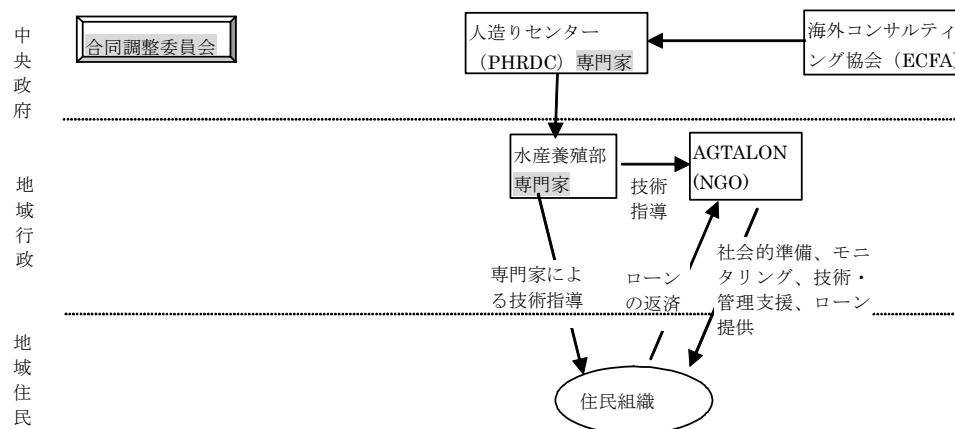 中
央
政
府
合同調整委員会
人造りセンター
（PHRDC）専門家
海外コンサルティ
ング協会（ECFA)
地
域
行
政
水産養殖部
専門家
技術
指導
AGTALON
(NGO)
専門家によ
る技術指導
ローン
の返済
社会的準備、モニ
タリング、技術・
管理支援、ローン
提供
地
域
住
民
住民組織